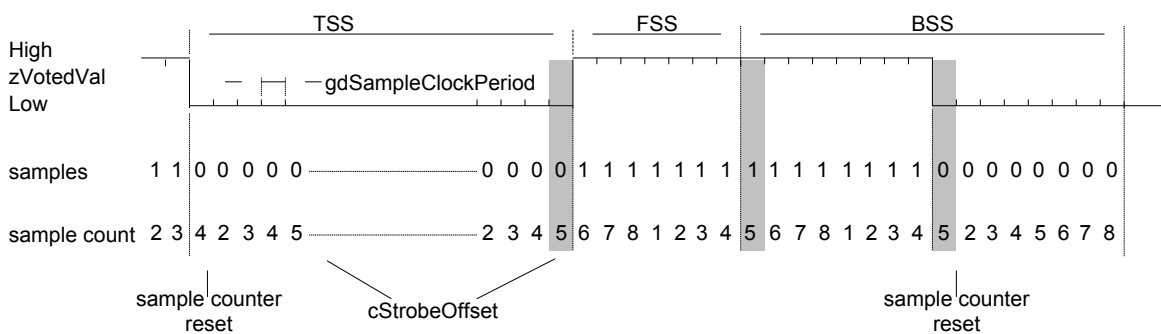 TSS FSS BSS
High
zVotedVal
Low
gdSampleClockPeriod
samples 1 1 0 0 0 0 0 0 0 0 0 1 1 1 1 1 1 1 1 1 1 1 1 1 1 1 0 0 0 0 0 0 0 0
sample count 2 3 4 2 3 4 5 2 3 4 5 6 7 8 1 2 3 4 5 6 7 8 1 2 3 4 5 2 3 4 5 6 7 8
sample counter
reset
cStrobeOffset
sample counter
reset